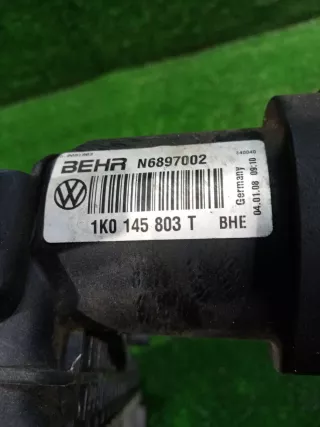 BEHR N6897002
1K0 145 803 T BHE
Germany
04.01.08 09:10